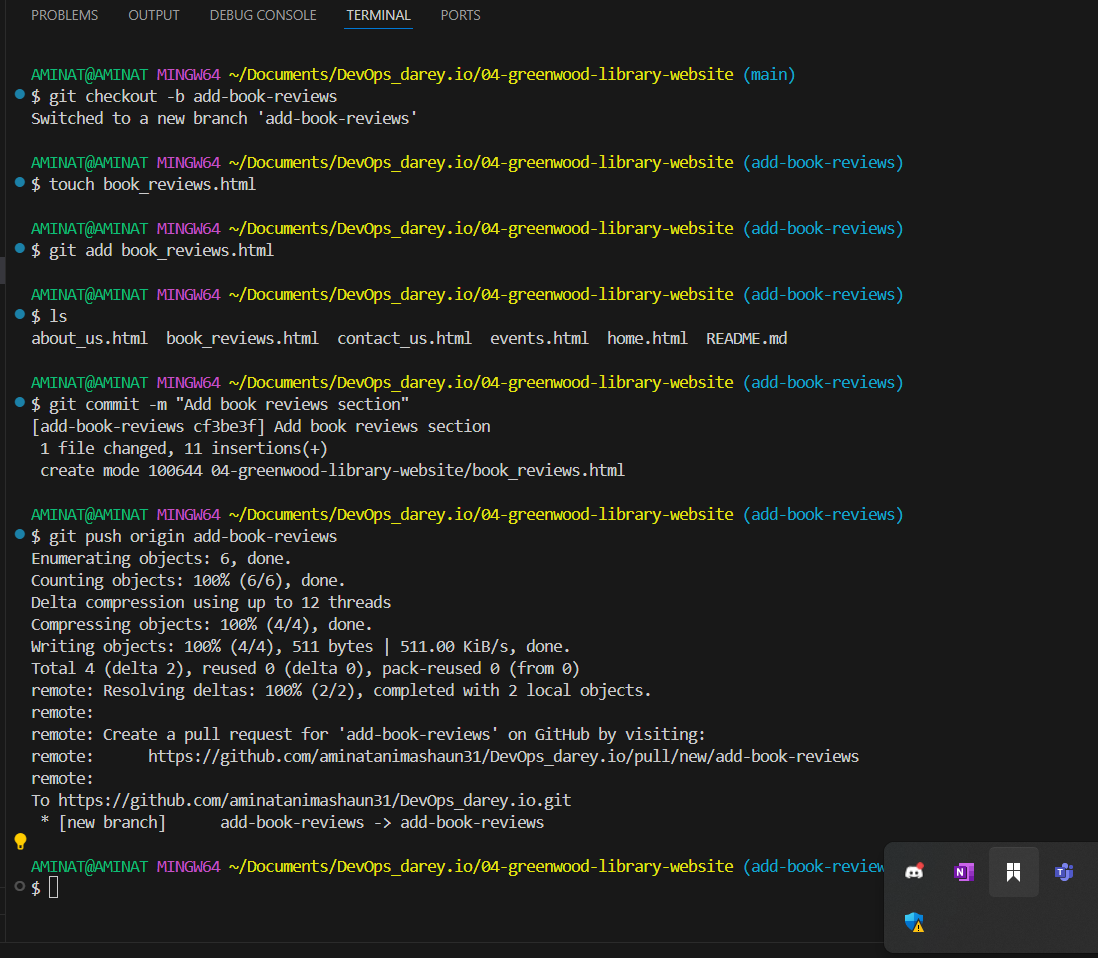 PROBLEMS OUTPUT DEBUG CONSOLE TERMINAL PORTS
AMINAT@AMINAT MINGW64 ~/Documents/DevOps_darey.io/04-greenwood-library-website (main)
$ git checkout -b add-book-reviews
Switched to a new branch 'add-book-reviews'
AMINAT@AMINAT MINGW64 ~/Documents/DevOps_darey.io/04-greenwood-library-website (add-book-reviews)
$ touch book_reviews.html
AMINAT@AMINAT MINGW64 ~/Documents/DevOps_darey.io/04-greenwood-library-website (add-book-reviews)
$ git add book_reviews.html
AMINAT@AMINAT MINGW64 ~/Documents/DevOps_darey.io/04-greenwood-library-website (add-book-reviews)
$ ls
about_us.html  book_reviews.html  contact_us.html  events.html  home.html  README.md
AMINAT@AMINAT MINGW64 ~/Documents/DevOps_darey.io/04-greenwood-library-website (add-book-reviews)
$ git commit -m "Add book reviews section"
[add-book-reviews cf3be3f] Add book reviews section
 1 file changed, 11 insertions(+)
 create mode 100644 04-greenwood-library-website/book_reviews.html
AMINAT@AMINAT MINGW64 ~/Documents/DevOps_darey.io/04-greenwood-library-website (add-book-reviews)
$ git push origin add-book-reviews
Enumerating objects: 6, done.
Counting objects: 100% (6/6), done.
Delta compression using up to 12 threads
Compressing objects: 100% (4/4), done.
Writing objects: 100% (4/4), 511 bytes | 511.00 KiB/s, done.
Total 4 (delta 2), reused 0 (delta 0), pack-reused 0 (from 0)
remote: Resolving deltas: 100% (2/2), completed with 2 local objects.
remote:
remote: Create a pull request for 'add-book-reviews' on GitHub by visiting:
remote:      https://github.com/aminatanimashaun31/DevOps_darey.io/pull/new/add-book-reviews
remote:
To https://github.com/aminatanimashaun31/DevOps_darey.io.git
 * [new branch]      add-book-reviews -> add-book-reviews
AMINAT@AMINAT MINGW64 ~/Documents/DevOps_darey.io/04-greenwood-library-website (add-book-review
$